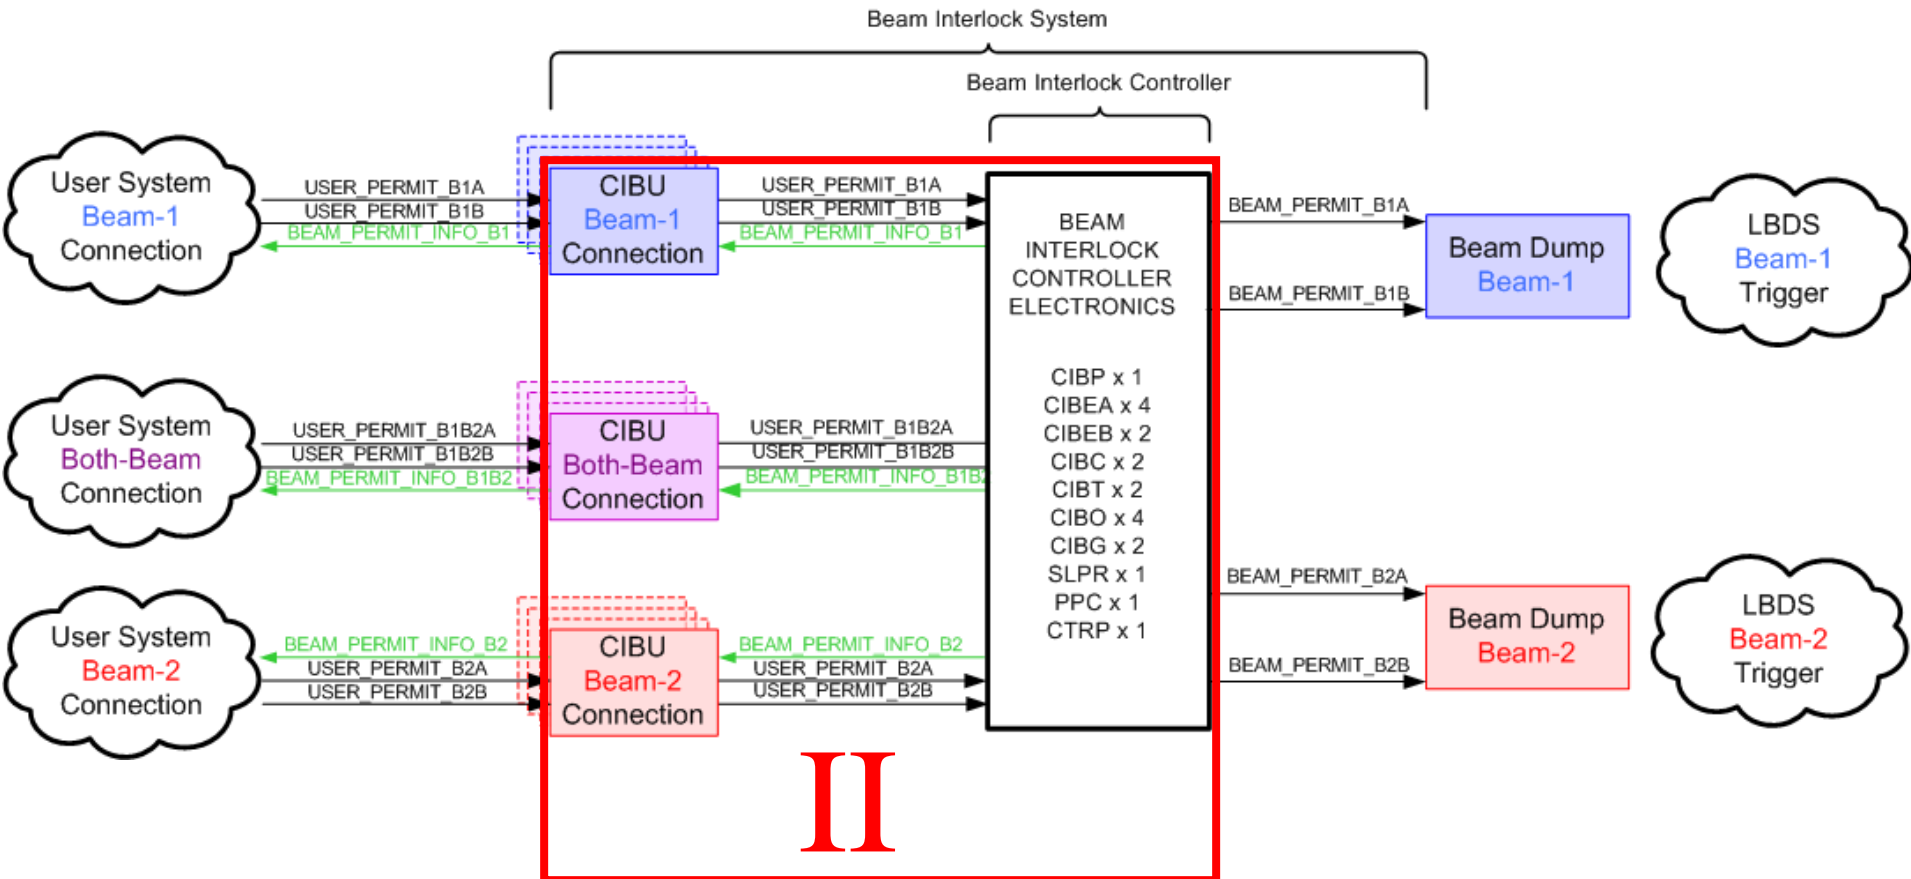 Beam Interlock System
Beam Interlock Controller
User System
Beam-1
Connection
USER_PERMIT_B1A
USER_PERMIT_B1B
BEAM_PERMIT_INFO_B1
CIBU
Beam-1
Connection
USER_PERMIT_B1A
USER_PERMIT_B1B
BEAM_PERMIT_INFO_B1
User System
Both-Beam
Connection
USER_PERMIT_B1B2A
USER_PERMIT_B1B2B
BEAM_PERMIT_INFO_B1B2
CIBU
Both-Beam
Connection
USER_PERMIT_B1B2A
USER_PERMIT_B1B2B
BEAM_PERMIT_INFO_B1B2
User System
Beam-2
Connection
BEAM_PERMIT_INFO_B2
USER_PERMIT_B2A
USER_PERMIT_B2B
CIBU
Beam-2
Connection
BEAM_PERMIT_INFO_B2
USER_PERMIT_B2A
USER_PERMIT_B2B
BEAM
INTERLOCK
CONTROLLER
ELECTRONICS
CIBP x 1
CIBEA x 4
CIBEB x 2
CIBC x 2
CIBT x 2
CIBO x 4
CIBG x 2
SLPR x 1
PPC x 1
CTRP x 1
BEAM_PERMIT_B1A
BEAM_PERMIT_B1B
Beam Dump
Beam-1
LBDS
Beam-1
Trigger
BEAM_PERMIT_B2A
BEAM_PERMIT_B2B
Beam Dump
Beam-2
LBDS
Beam-2
Trigger
II